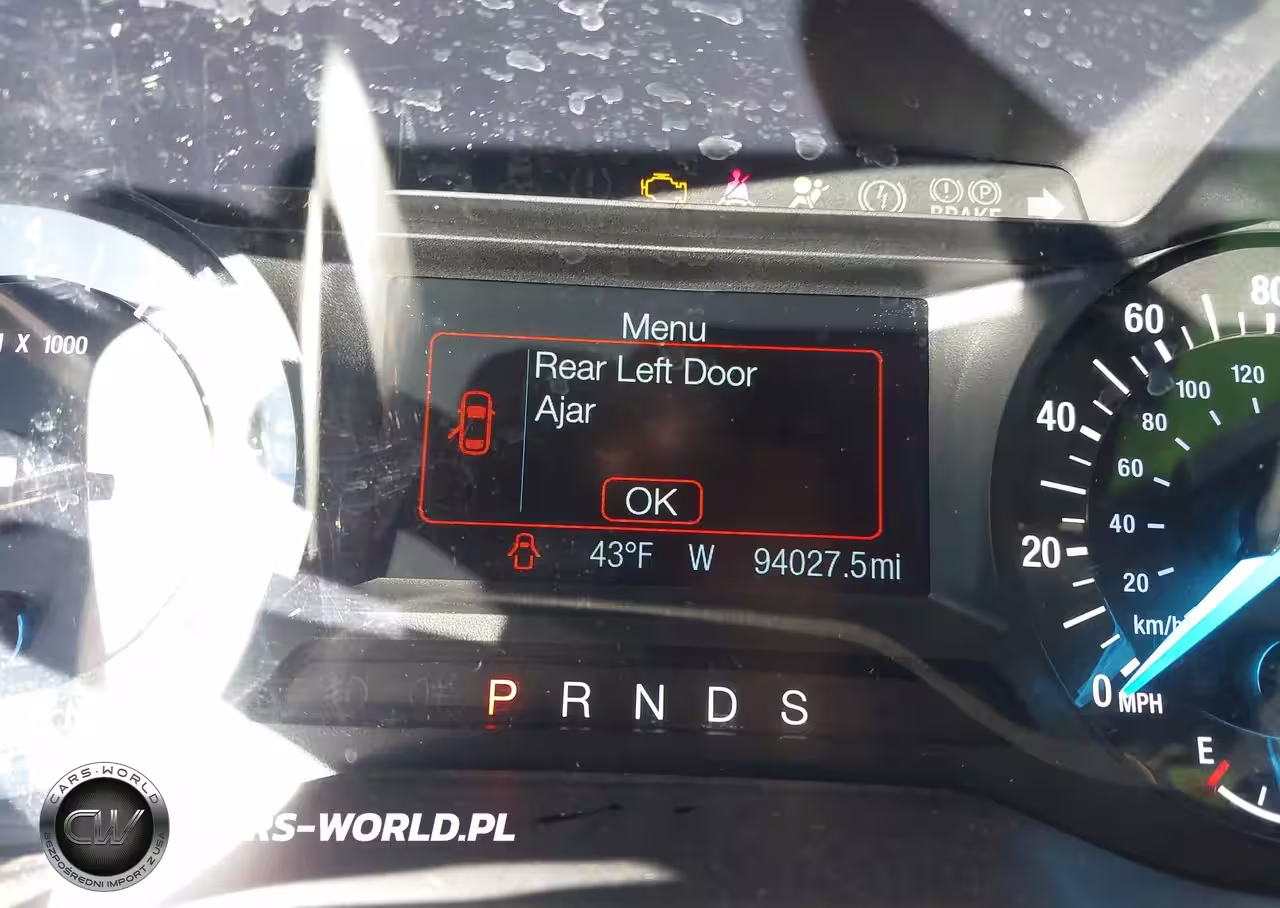 BRAKE
X 1000
Menu
Rear Left Door
Ajar
OK
43°F W 94027.5mi
P R N D S
80
60
40
20
0
MPH
120
100
80
60
40
20
km/h
E
CARS-WORLD
CW
BEZPOŚREDNI IMPORT Z USA
RS-WORLD.PL